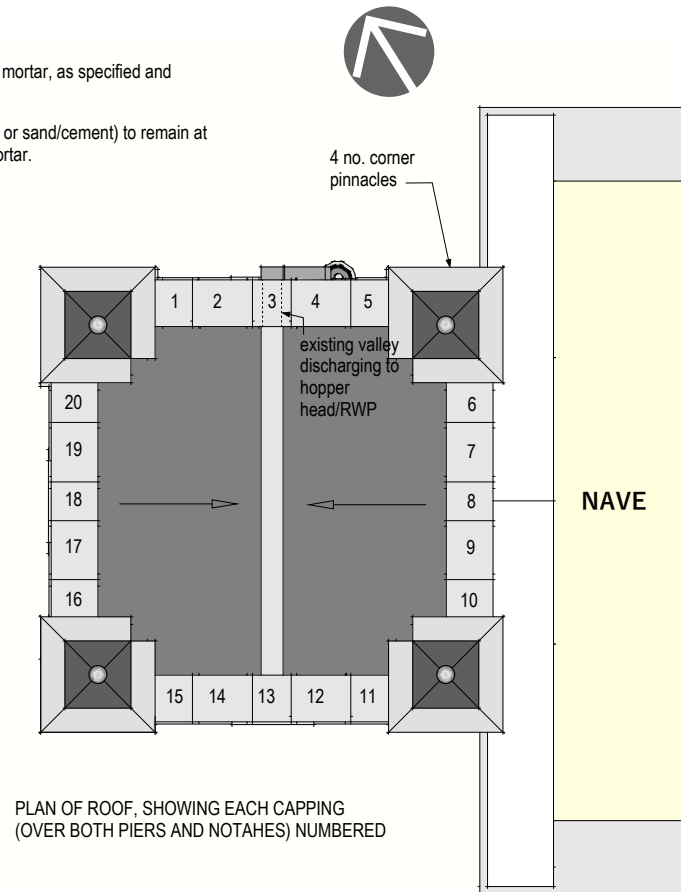 mortar, as specified and
or sand/cement) to remain at
ortar.
4 no. corner
pinnacles
1 2 3 4 5
existing valley
discharging to
hopper
head/RWP
20 6
19 7
18 8 NAVE
17 9
16 10
15 14 13 12 11
PLAN OF ROOF, SHOWING EACH CAPPING
(OVER BOTH PIERS AND NOTAHES) NUMBERED